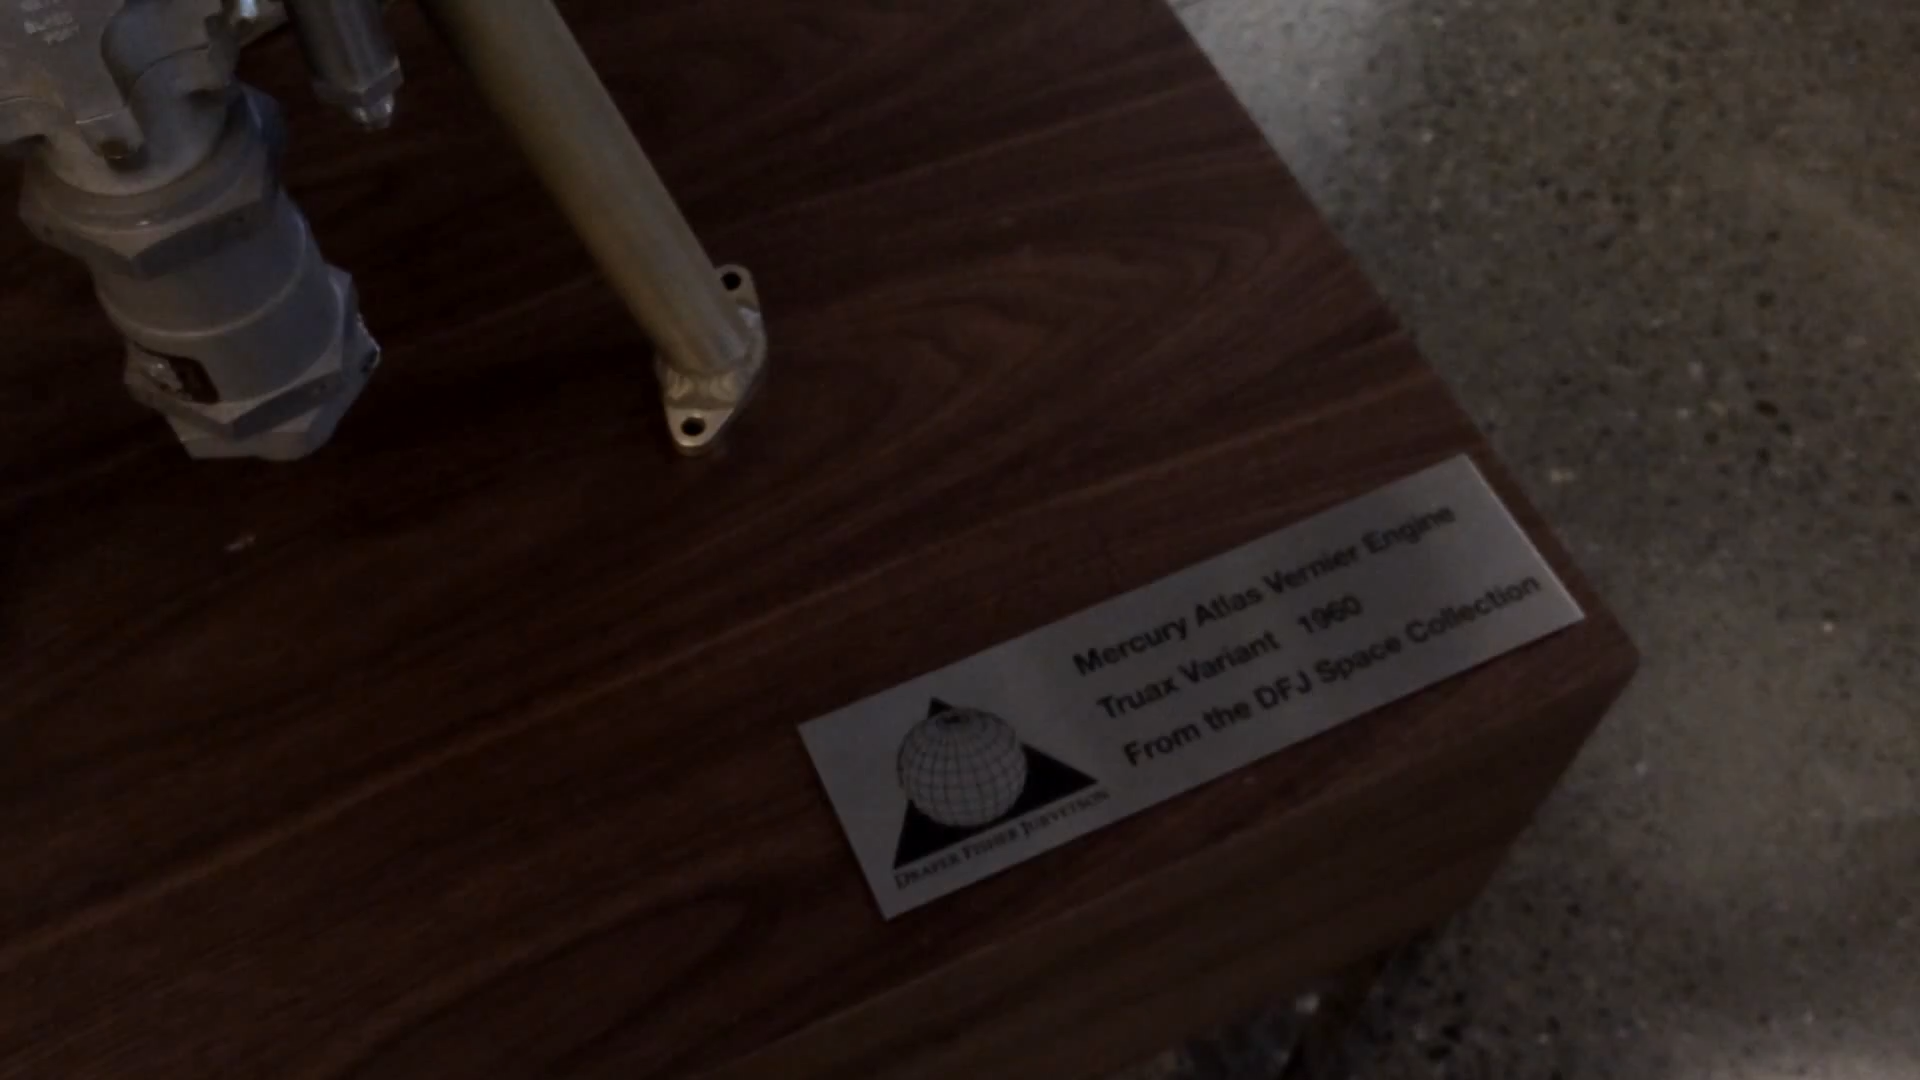 Mercury Atlas Vernier Engine
Truax Variant 1960
From the DFJ Space Collection
DRAPER FISHER JURVETSON